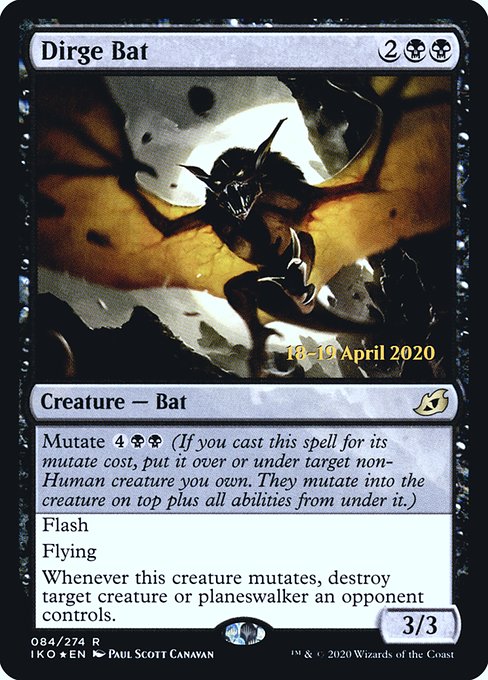 Dirge Bat 2
18-19 April 2020
Creature — Bat
Mutate 4 (If you cast this spell for its
mutate cost, put it over or under target non-
Human creature you own. They mutate into the
creature on top plus all abilities from under it.)
Flash
Flying
Whenever this creature mutates, destroy
target creature or planeswalker an opponent
controls.
3/3
084/274 R
IKO ★ EN Paul Scott Canavan
™ & © 2020 Wizards of the Coast